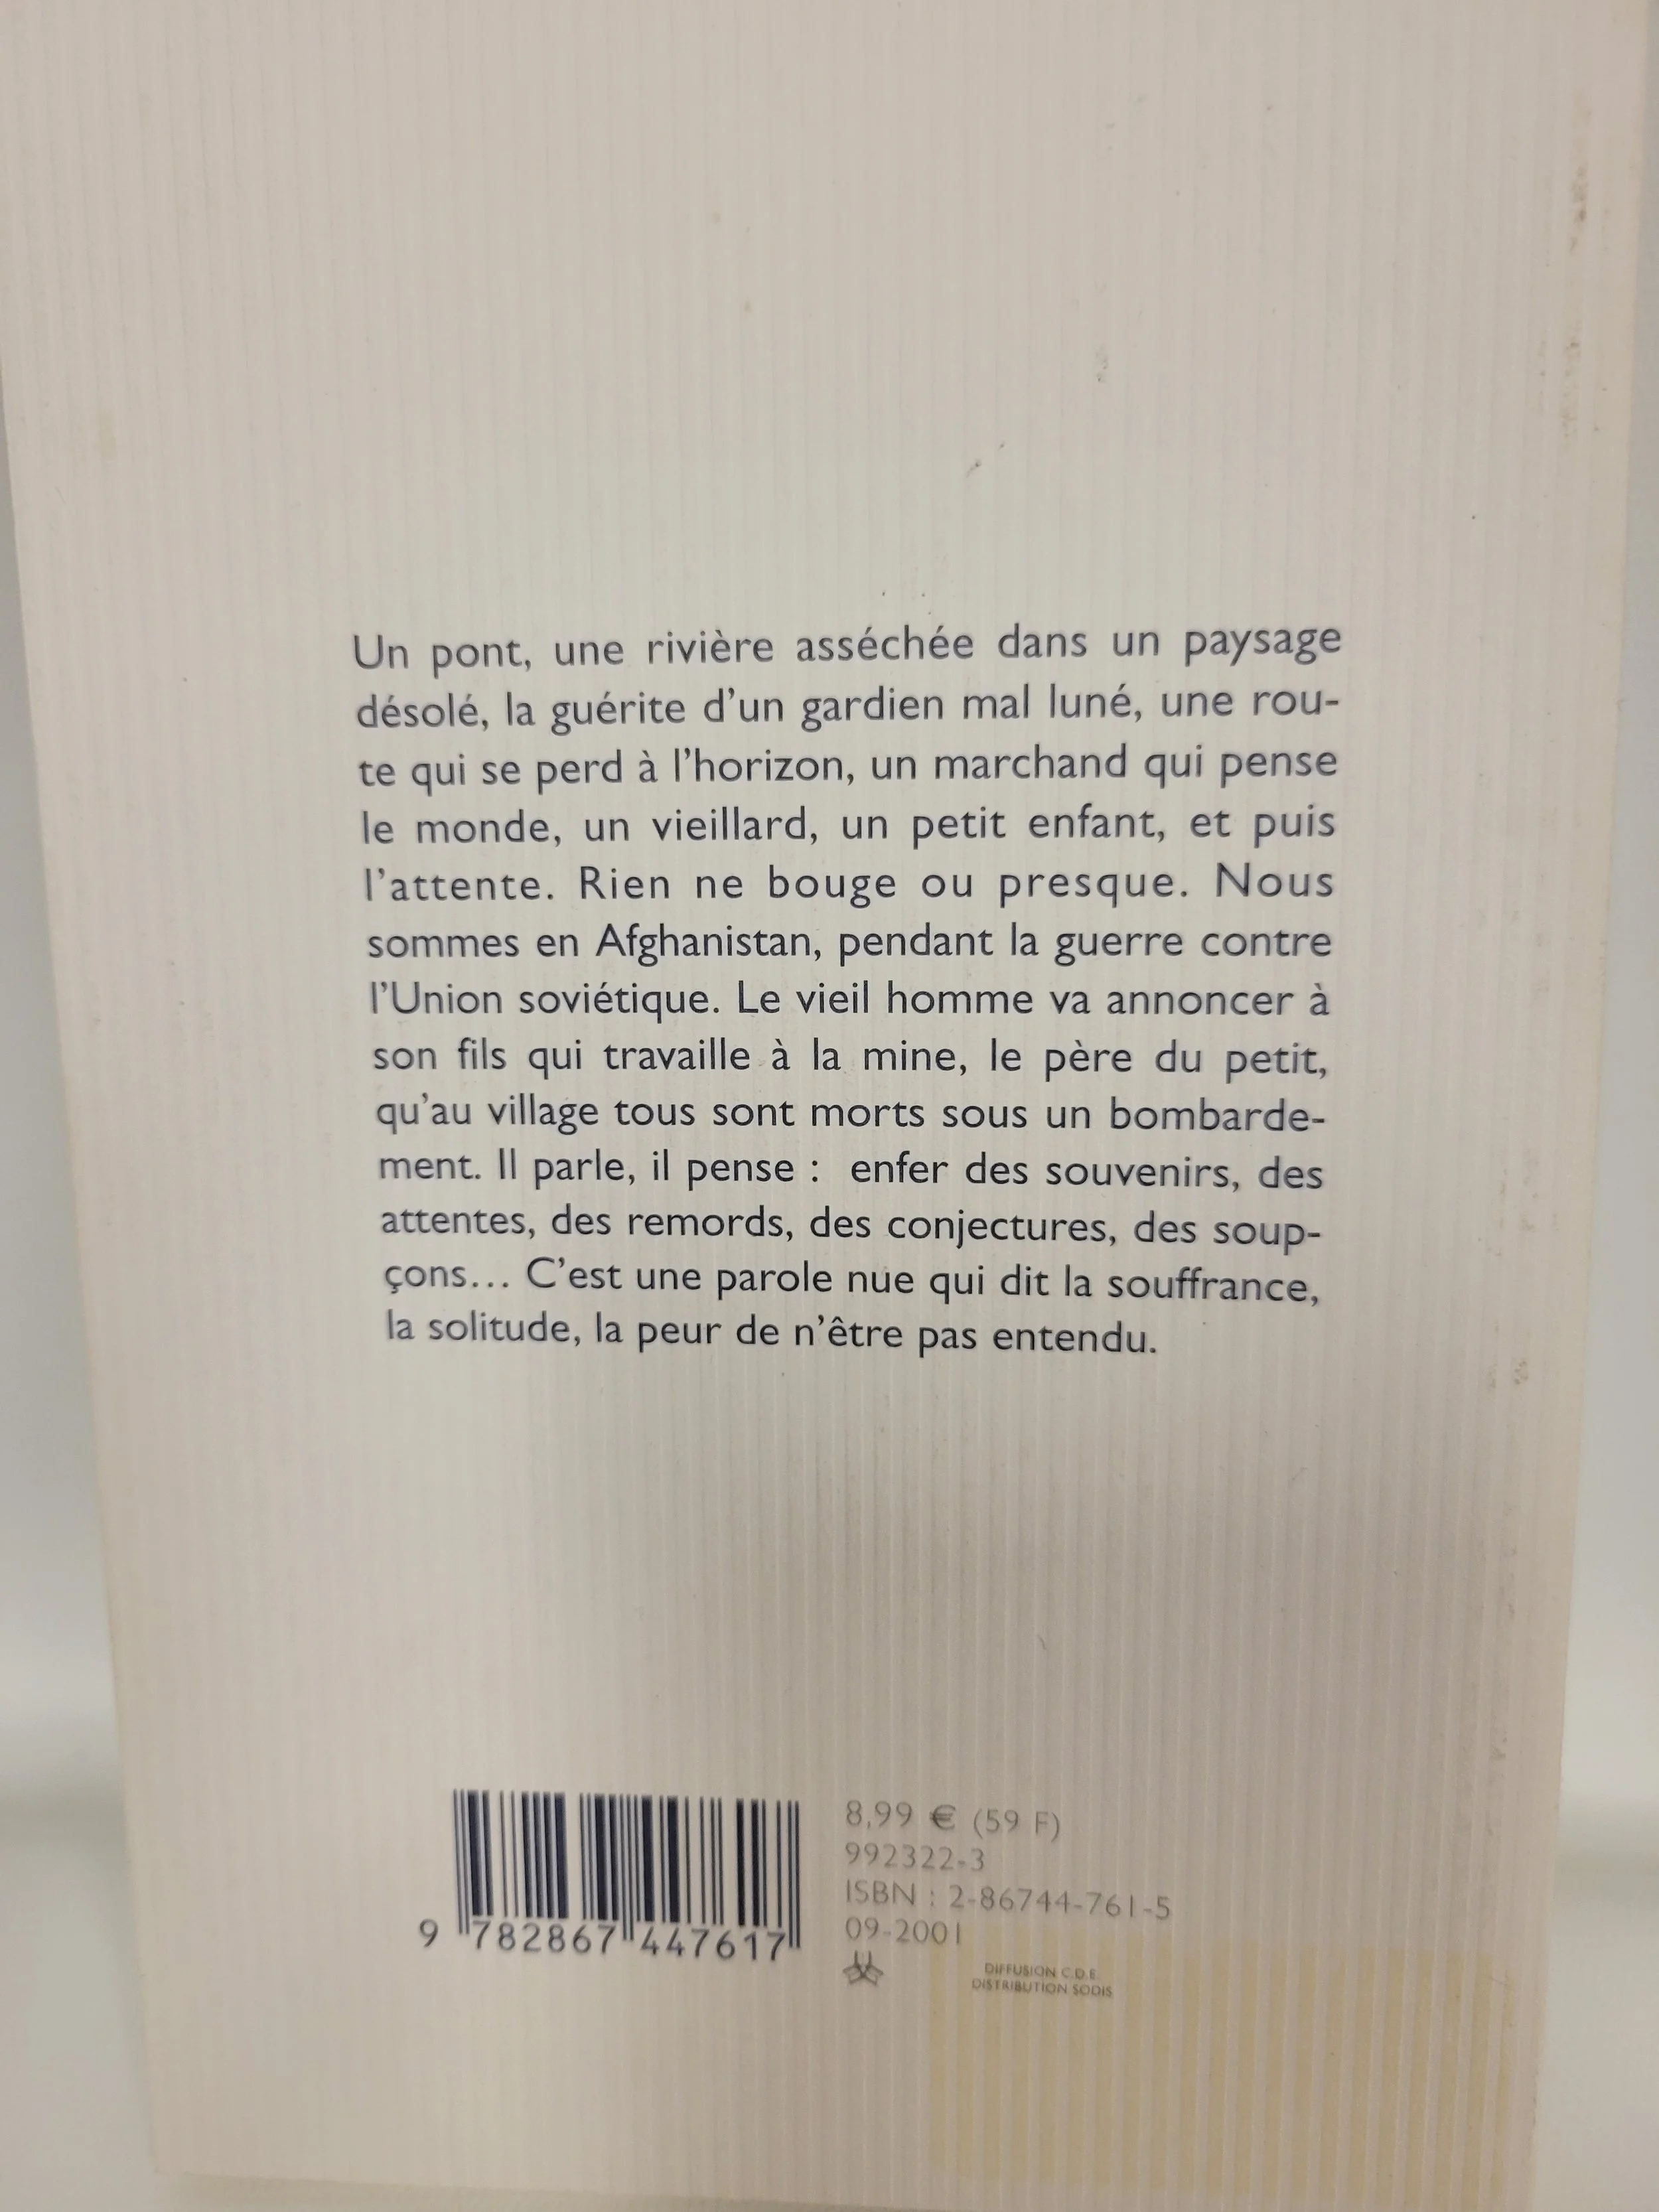 Un pont, une rivière asséchée dans un paysage
désolé, la guérite d'un gardien mal luné, une rou-
te qui se perd à l'horizon, un marchand qui pense
le monde, un vieillard, un petit enfant, et puis
l'attente. Rien ne bouge ou presque. Nous
sommes en Afghanistan, pendant la guerre contre
l'Union soviétique. Le vieil homme va annoncer à
son fils qui travaille à la mine, le père du petit,
qu'au village tous sont morts sous un bombarde-
ment. Il parle, il pense :  enfer des souvenirs, des
attentes, des remords, des conjectures, des soup-
çons... C'est une parole nue qui dit la souffrance,
la solitude, la peur de n'être pas entendu.
8,99 € (59 F)
992322-3
ISBN : 2-86744-761-5
09-2001
9 782867 447617
DIFFUSION C.D.E.
DISTRIBUTION SODIS